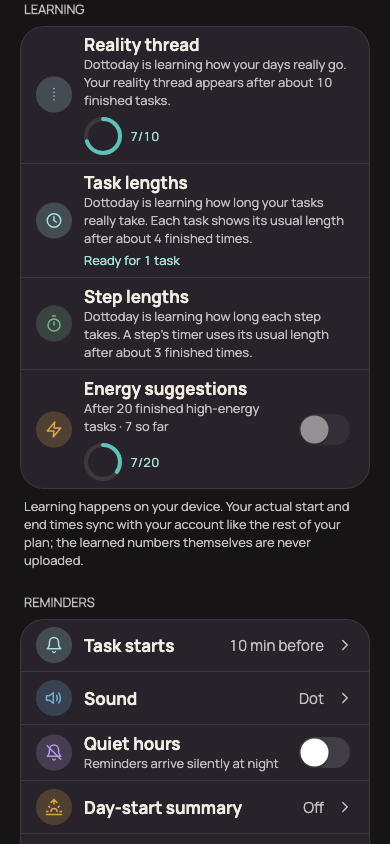 LEARNING
Reality thread
Dottoday is learning how your days really go.
Your reality thread appears after about 10
finished tasks.
7/10
Task lengths
Dottoday is learning how long your tasks
really take. Each task shows its usual length
after about 4 finished times.
Ready for 1 task
Step lengths
Dottoday is learning how long each step
takes. A step's timer uses its usual length
after about 3 finished times.
Energy suggestions
After 20 finished high-energy
tasks · 7 so far
7/20
Learning happens on your device. Your actual start and
end times sync with your account like the rest of your
plan; the learned numbers themselves are never
uploaded.
REMINDERS
Task starts
10 min before
Sound
Dot
Quiet hours
Reminders arrive silently at night
Day-start summary
Off